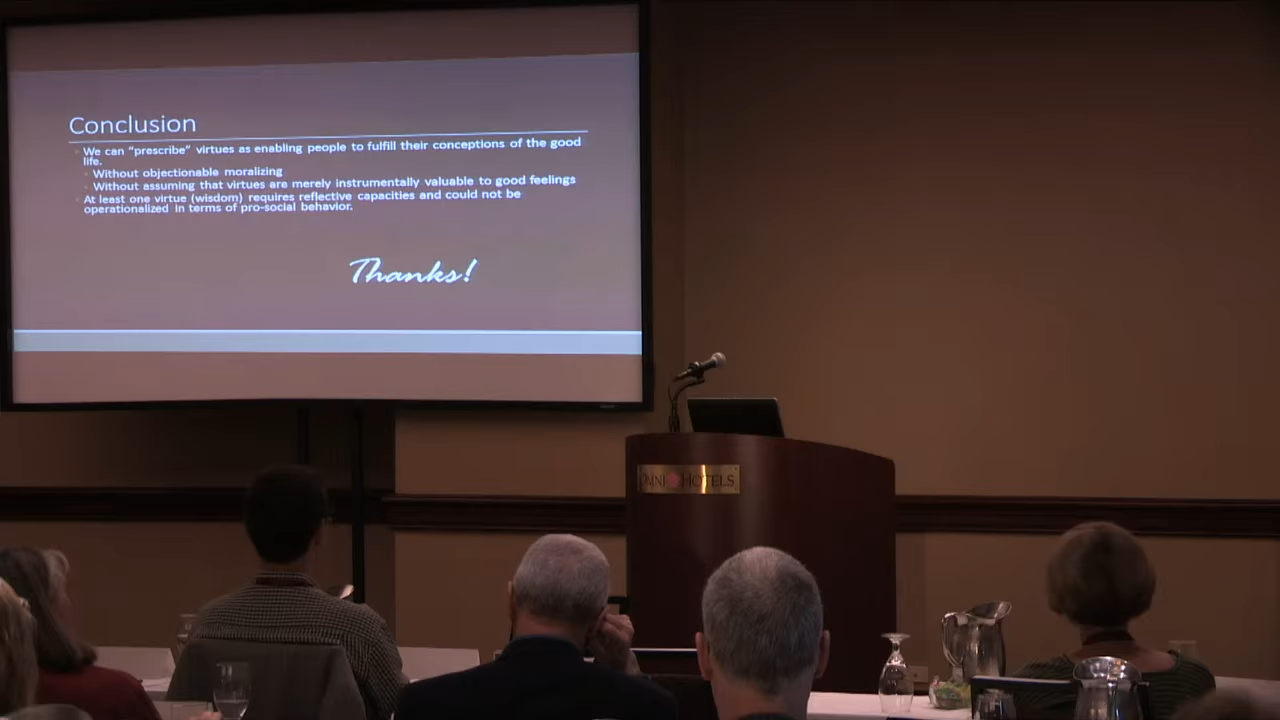 Conclusion
We can “prescribe” virtues as enabling people to fulfill their conceptions of the good
life.
Without objectionable moralizing
Without assuming that virtues are merely instrumentally valuable to good feelings
At least one virtue (wisdom) requires reflective capacities and could not be
operationalized in terms of pro-social behavior.
Thanks!
OMNI HOTELS